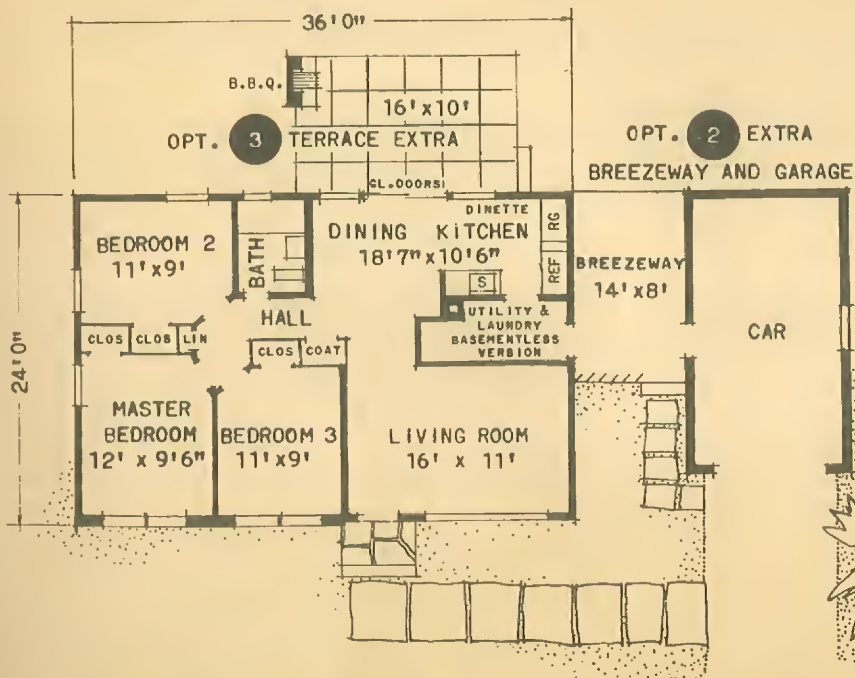 36'0"
B.B.Q.
16' x 10'
OPT. 3 TERRACE EXTRA
OPT. 2 EXTRA
BREEZEWAY AND GARAGE
GL.DOORS
24'0"
BEDROOM 2
11' x9'
BATH
DINETTE
DINING KiTCHEN
18'7"x10'6"
RG
REF
S
BREEZEWAY
14' x8'
CAR
HALL
UTILITY &
LAUNDRY
BASEMENTLESS
VERSION
CLOS
CLOS
LIN
CLOS
COAT
MASTER
BEDROOM
12' x 9'6"
BEDROOM 3
11' x9'
LIVING ROOM
16' x 11'